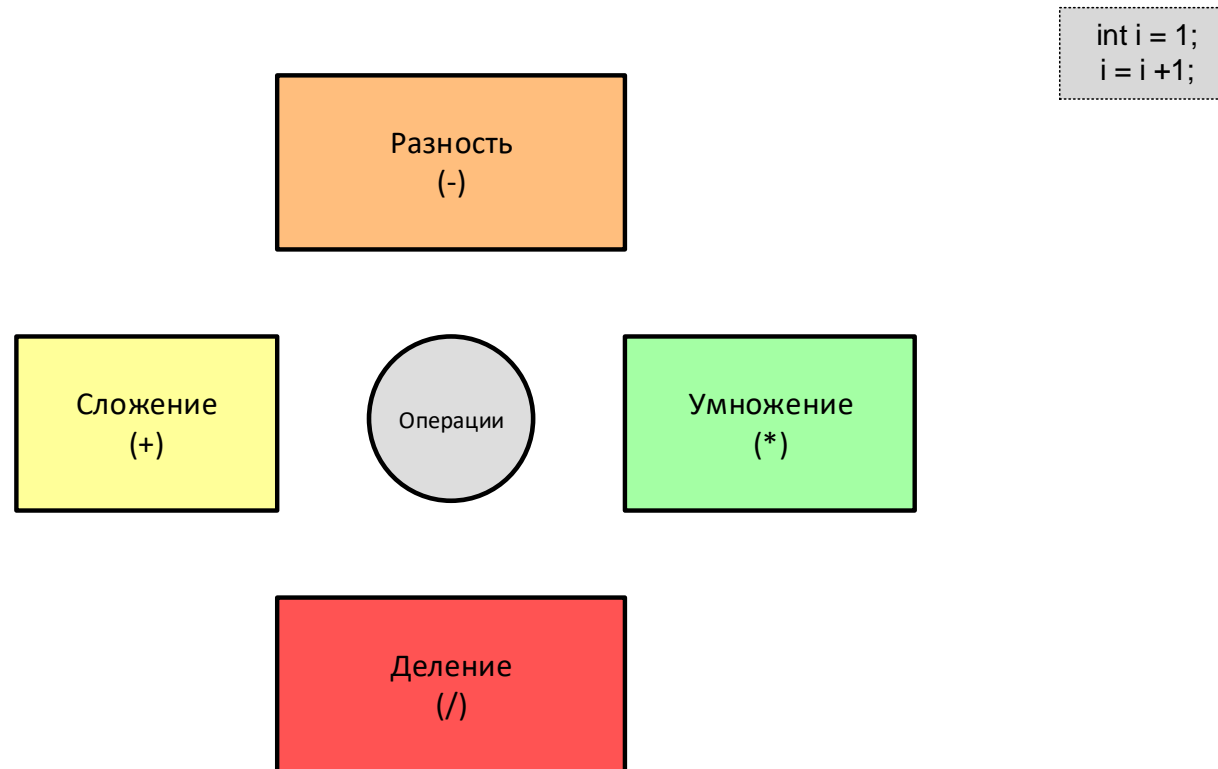 int i = 1;
i = i +1;
Разность
(-)
Сложение
(+)
Операции
Умножение
(*)
Деление
(/)